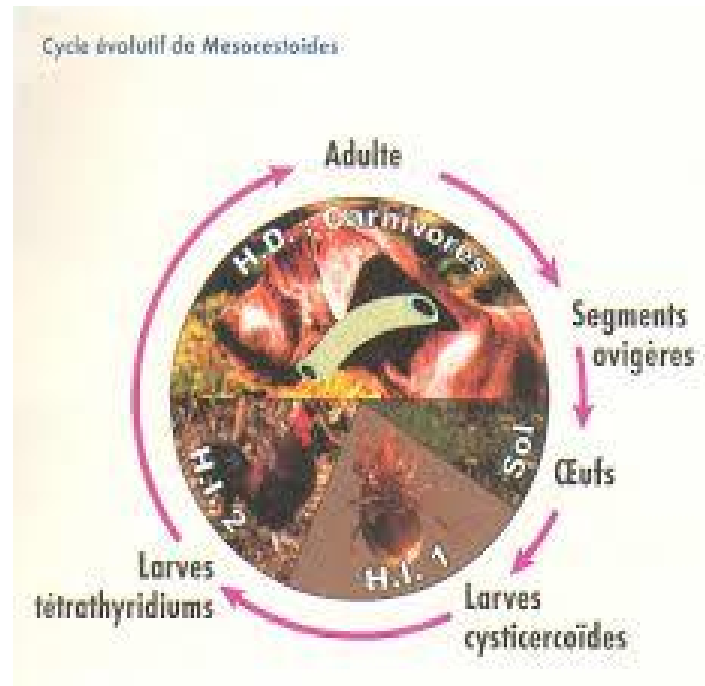 Cycle évolutif de Mesocestoides
Adulte
H.D. : Carnivores
Segments
ovigères
Sol
Œufs
H.I. 2
H.I. 1
Larves
tétrathyridiums
Larves
cysticercoïdes